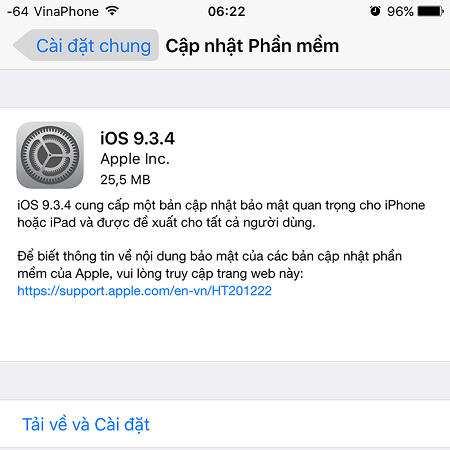 -64 VinaPhone 06:22 96%
Cài đặt chung Cập nhật Phần mềm
iOS 9.3.4
Apple Inc.
25,5 MB
iOS 9.3.4 cung cấp một bản cập nhật bảo mật quan trọng cho iPhone
hoặc iPad và được đề xuất cho tất cả người dùng.
Để biết thông tin về nội dung bảo mật của các bản cập nhật phần
mềm của Apple, vui lòng truy cập trang web này:
https://support.apple.com/en-vn/HT201222
Tải về và Cài đặt